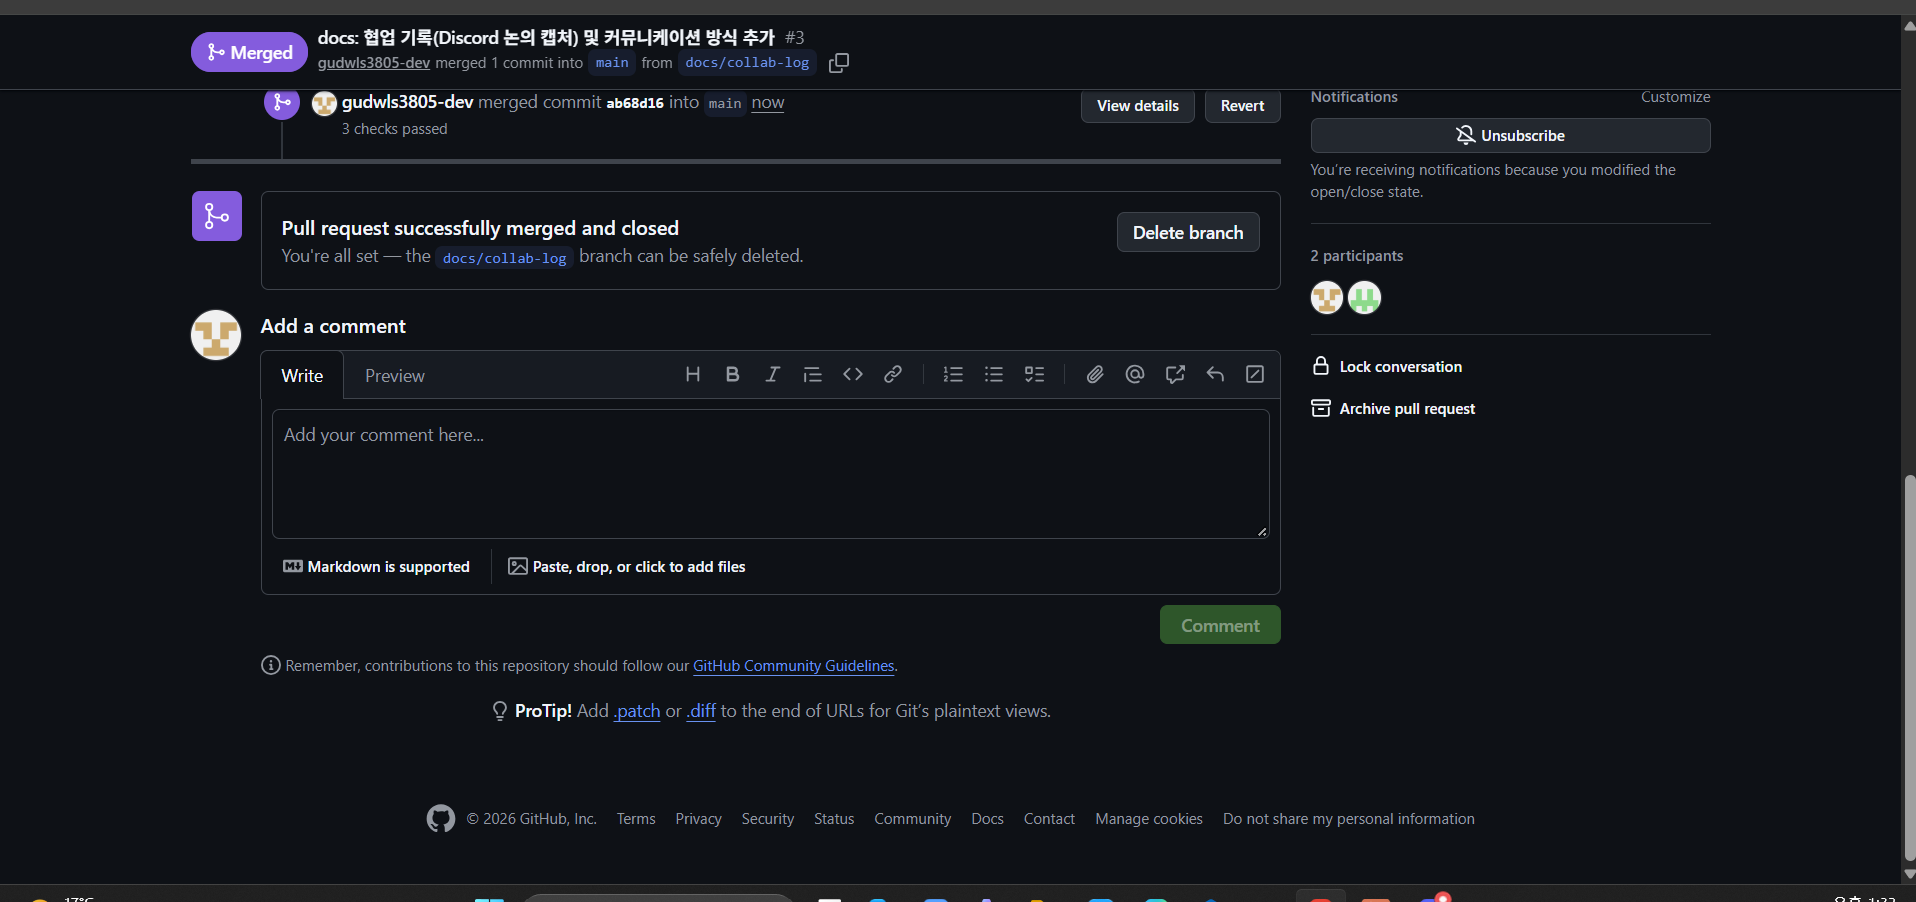 Merged
docs: 협업 기록(Discord 논의 캡처) 및 커뮤니케이션 방식 추가 #3
gudwls3805-dev merged 1 commit into main from docs/collab-log
gudwls3805-dev merged commit ab68d16 into main now
3 checks passed
View details
Revert
Pull request successfully merged and closed
You're all set — the docs/collab-log branch can be safely deleted.
Delete branch
Add a comment
Write
Preview
Add your comment here...
Markdown is supported
Paste, drop, or click to add files
Comment
Remember, contributions to this repository should follow our GitHub Community Guidelines.
ProTip! Add .patch or .diff to the end of URLs for Git's plaintext views.
Notifications
Customize
Unsubscribe
You're receiving notifications because you modified the
open/close state.
2 participants
Lock conversation
Archive pull request
© 2026 GitHub, Inc.
Terms
Privacy
Security
Status
Community
Docs
Contact
Manage cookies
Do not share my personal information
17°C